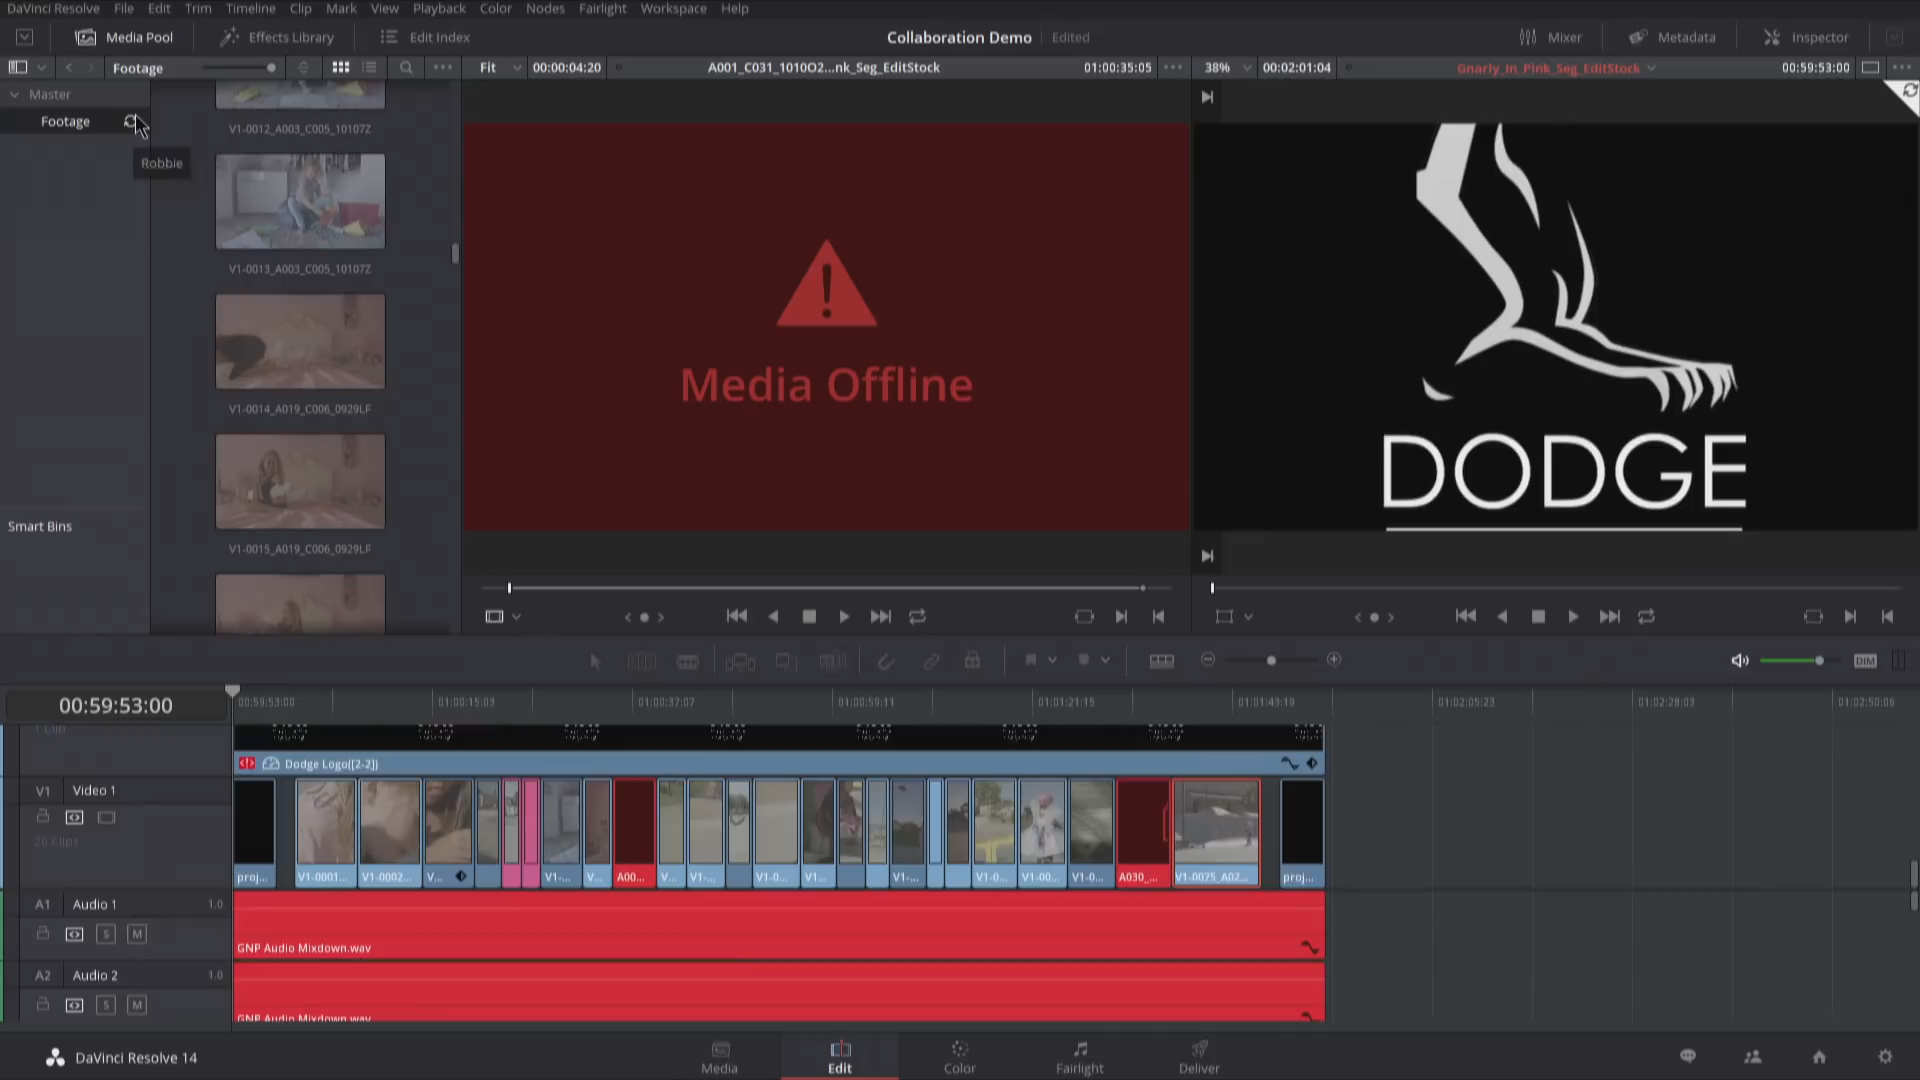 DaVinci Resolve File Edit Trim Timeline Clip Mark View Playback Color Nodes Fairlight Workspace Help
Media Pool Effects Library Edit Index Collaboration Demo Edited Mixer Metadata Inspector
Footage Fit 00:00:04:20 A001_C031_1010O2...nk_Seg_EditStock 01:00:35:05 38% 00:02:01:04 Gnarly_In_Pink_Seg_EditStock 00:59:53:00
Master
Footage
Robbie
V1-0012_A003_C005_10107Z
V1-0013_A003_C005_10107Z
V1-0014_A019_C006_0929LF
V1-0015_A019_C006_0929LF
Smart Bins
Media Offline
DODGE
DIM
00:59:53:00
00:59:53:00 01:00:15:03 01:00:37:07 01:00:59:11 01:01:21:15 01:01:43:19 01:02:05:23 01:02:28:03 01:02:50:06
1 Clip
Dodge Logo([2-2])
V1 Video 1
26 Clips
proj... V1-0001... V1-0002... V... V1-... V... A00... V... V1-... V1-0... V1... V1-... V1-0... V1-00... V1-0... A030_... V1-0075_A02... proj...
A1 Audio 1 1.0
S M
GNP Audio Mixdown.wav
A2 Audio 2 1.0
S M
GNP Audio Mixdown.wav
DaVinci Resolve 14
Media Edit Color Fairlight Deliver